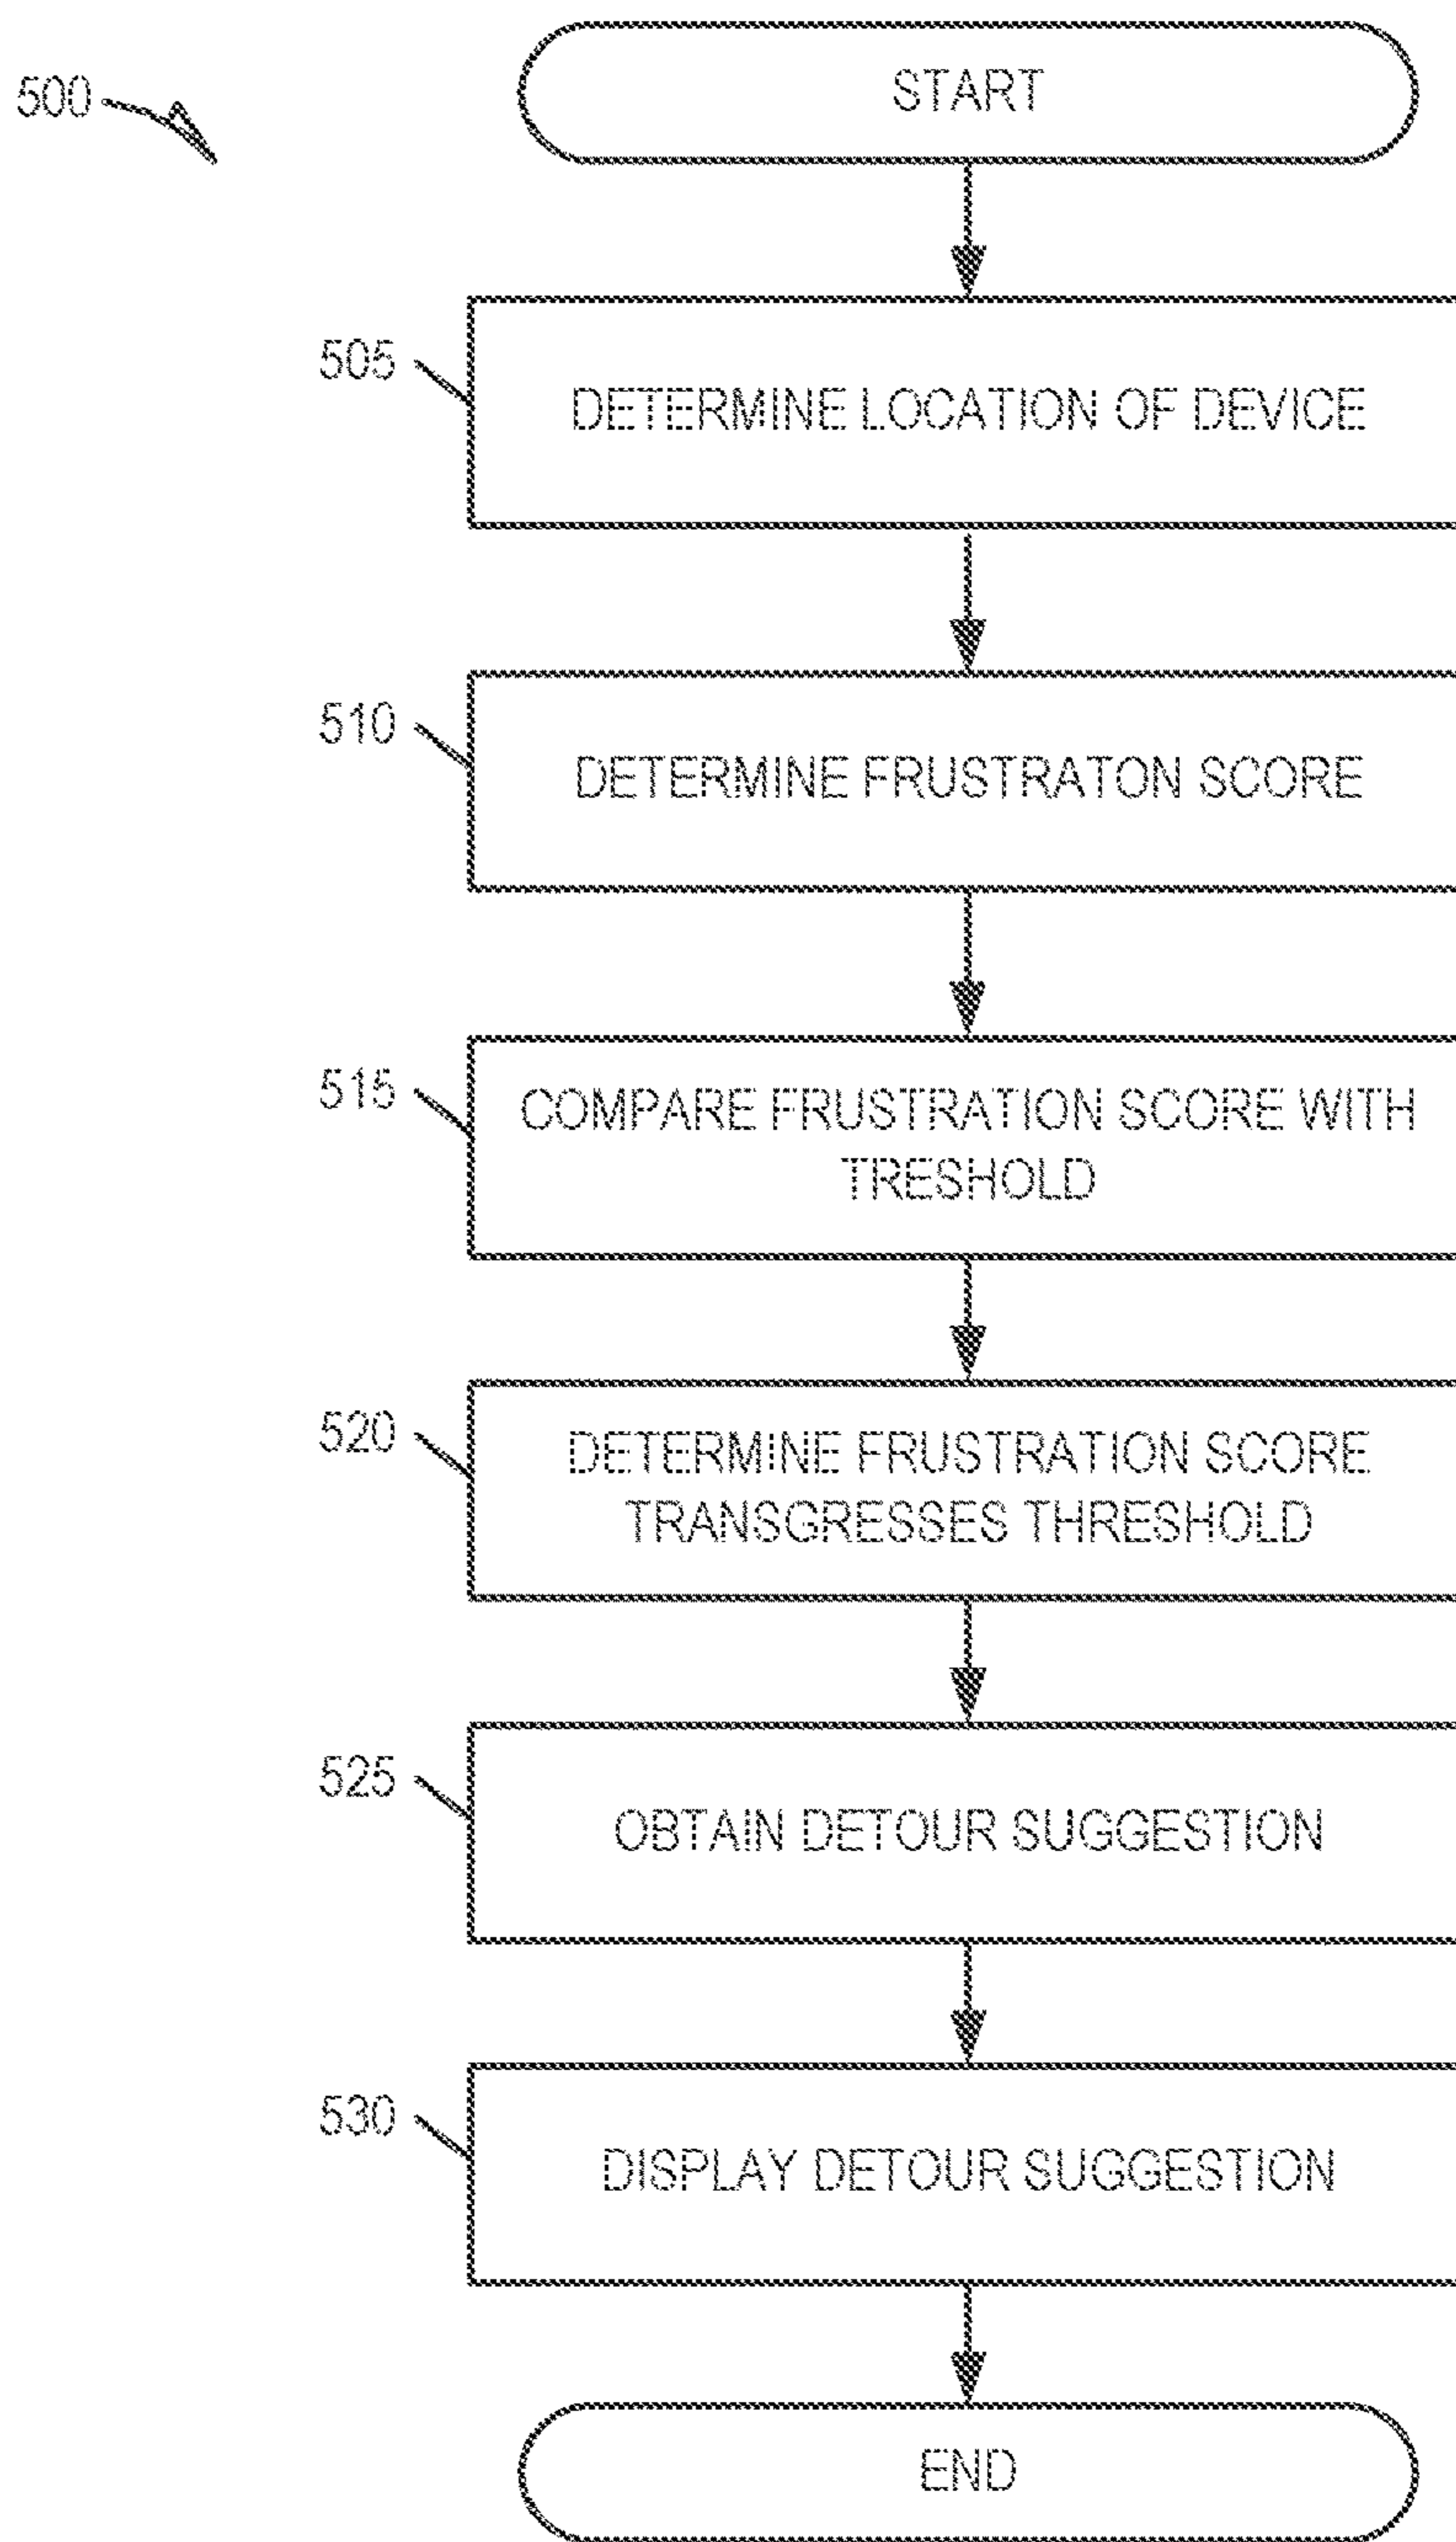 500
START
505
DETERMINE LOCATION OF DEVICE
510
DETERMINE FRUSTRATON SCORE
515
COMPARE FRUSTRATION SCORE WITH
TRESHOLD
520
DETERMINE FRUSTRATION SCORE
TRANSGRESSES THRESHOLD
525
OBTAIN DETOUR SUGGESTION
530
DISPLAY DETOUR SUGGESTION
END